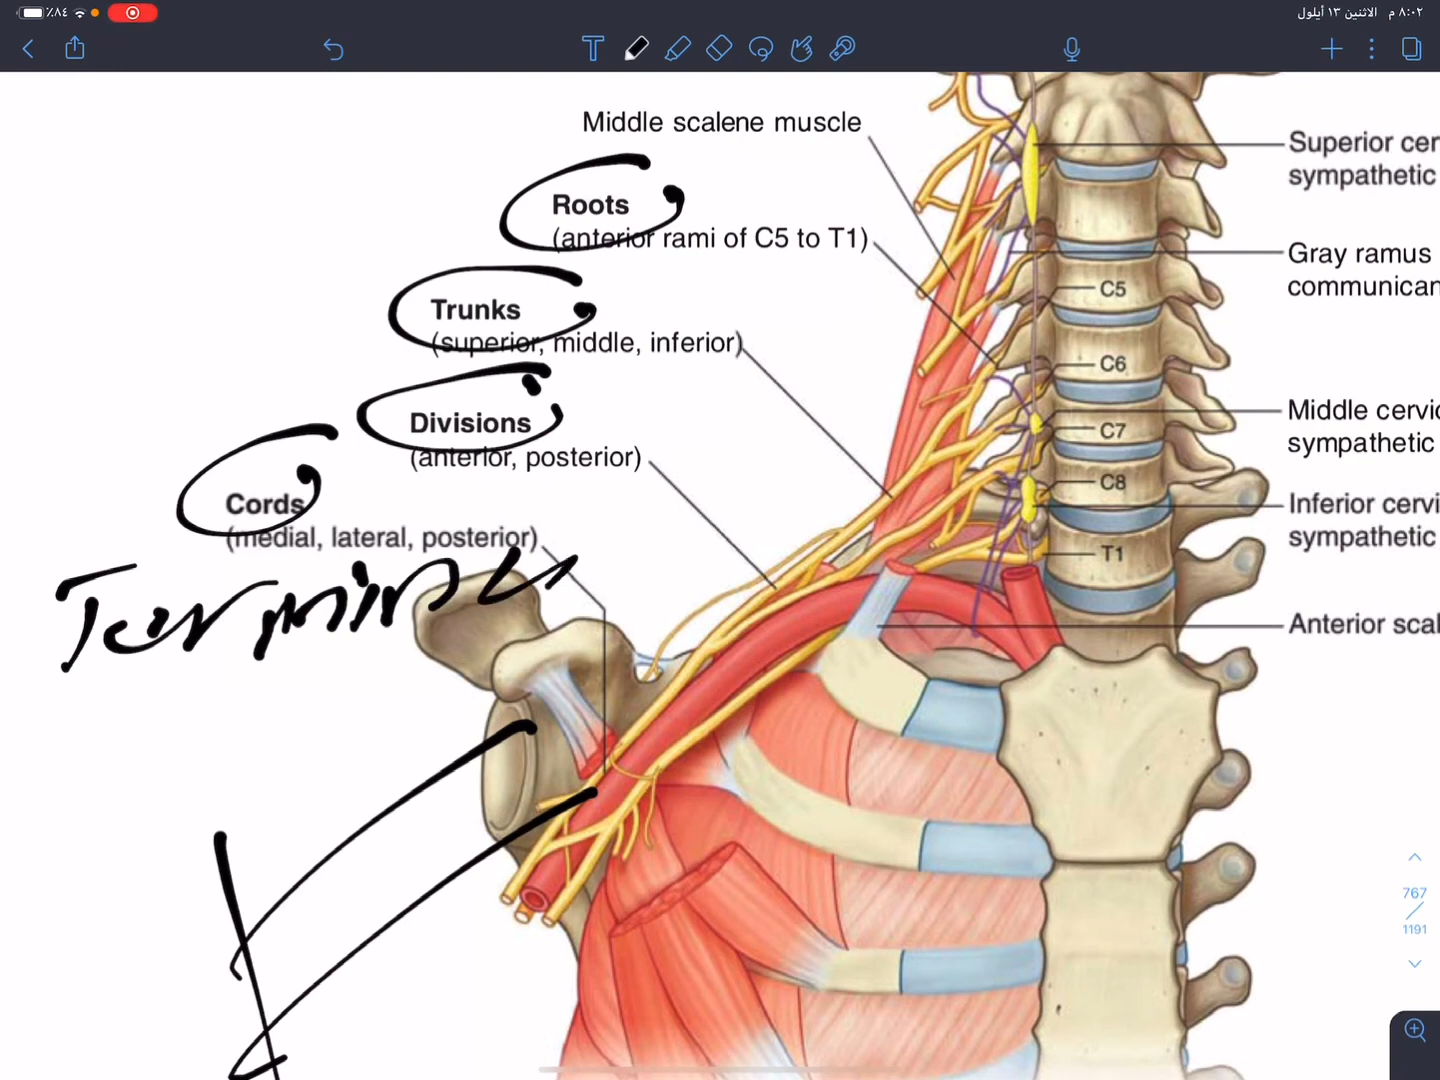 ٪٨٤
الاثنين ١٣ أيلول ٨:٠٢ م
T
Middle scalene muscle
Roots
(anterior rami of C5 to T1)
Trunks
(superior, middle, inferior)
Divisions
(anterior, posterior)
Cords
(medial, lateral, posterior)
C5
C6
C7
C8
T1
Superior cer
sympathetic
Gray ramus
communican
Middle cervic
sympathetic
Inferior cervi
sympathetic
Anterior scal
767
1191